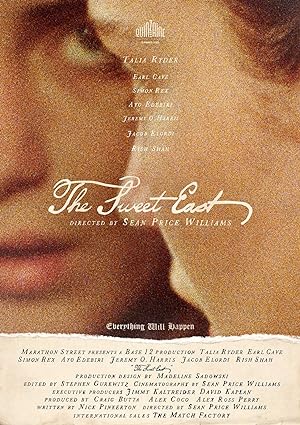 QUINZAINE
TALIA RYDER
EARL CAVE
SIMON REX
AYO EDEBIRI
JEREMY O. HARRIS
JACOB ELORDI
RISH SHAH
The Sweet East
DIRECTED BY SEAN PRICE WILLIAMS
Everything Will Happen
MARATHON STREET PRESENTS A BASE 12 PRODUCTION TALIA RYDER EARL CAVE
SIMON REX AYO EDEBIRI JEREMY O. HARRIS JACOB ELORDI RISH SHAH
"The Sweet East"
PRODUCTION DESIGN BY MADELINE SADOWSKI
EDITED BY STEPHEN GUREWITZ CINEMATOGRAPHY BY SEAN PRICE WILLIAMS
EXECUTIVE PRODUCERS JIMMY KALTREIDER DAVID KAPLAN
PRODUCED BY CRAIG BUTTA ALEX COCO ALEX ROSS PERRY
WRITTEN BY NICK PINKERTON DIRECTED BY SEAN PRICE WILLIAMS
INTERNATIONAL SALES THE MATCH FACTORY